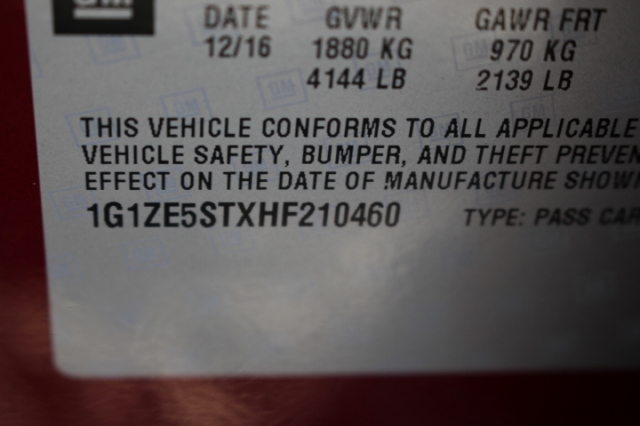 GM
DATE GVWR GAWR FRT
12/16 1880 KG 970 KG
4144 LB 2139 LB
THIS VEHICLE CONFORMS TO ALL APPLICABLE
VEHICLE SAFETY, BUMPER, AND THEFT PREVEN
EFFECT ON THE DATE OF MANUFACTURE SHOW
1G1ZE5STXHF210460 TYPE: PASS CAR